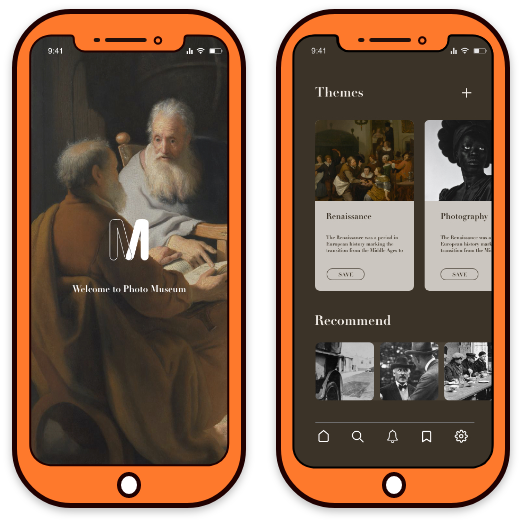 9:41
M
Welcome to Photo Museum
9:41
Themes
Renaissance
The Renaissance was a period in
European history marking the
transition from the Middle Ages to
SAVE
Photography
The Renaissance was a
European history mark
transition from the Mi
SAVE
Recommend